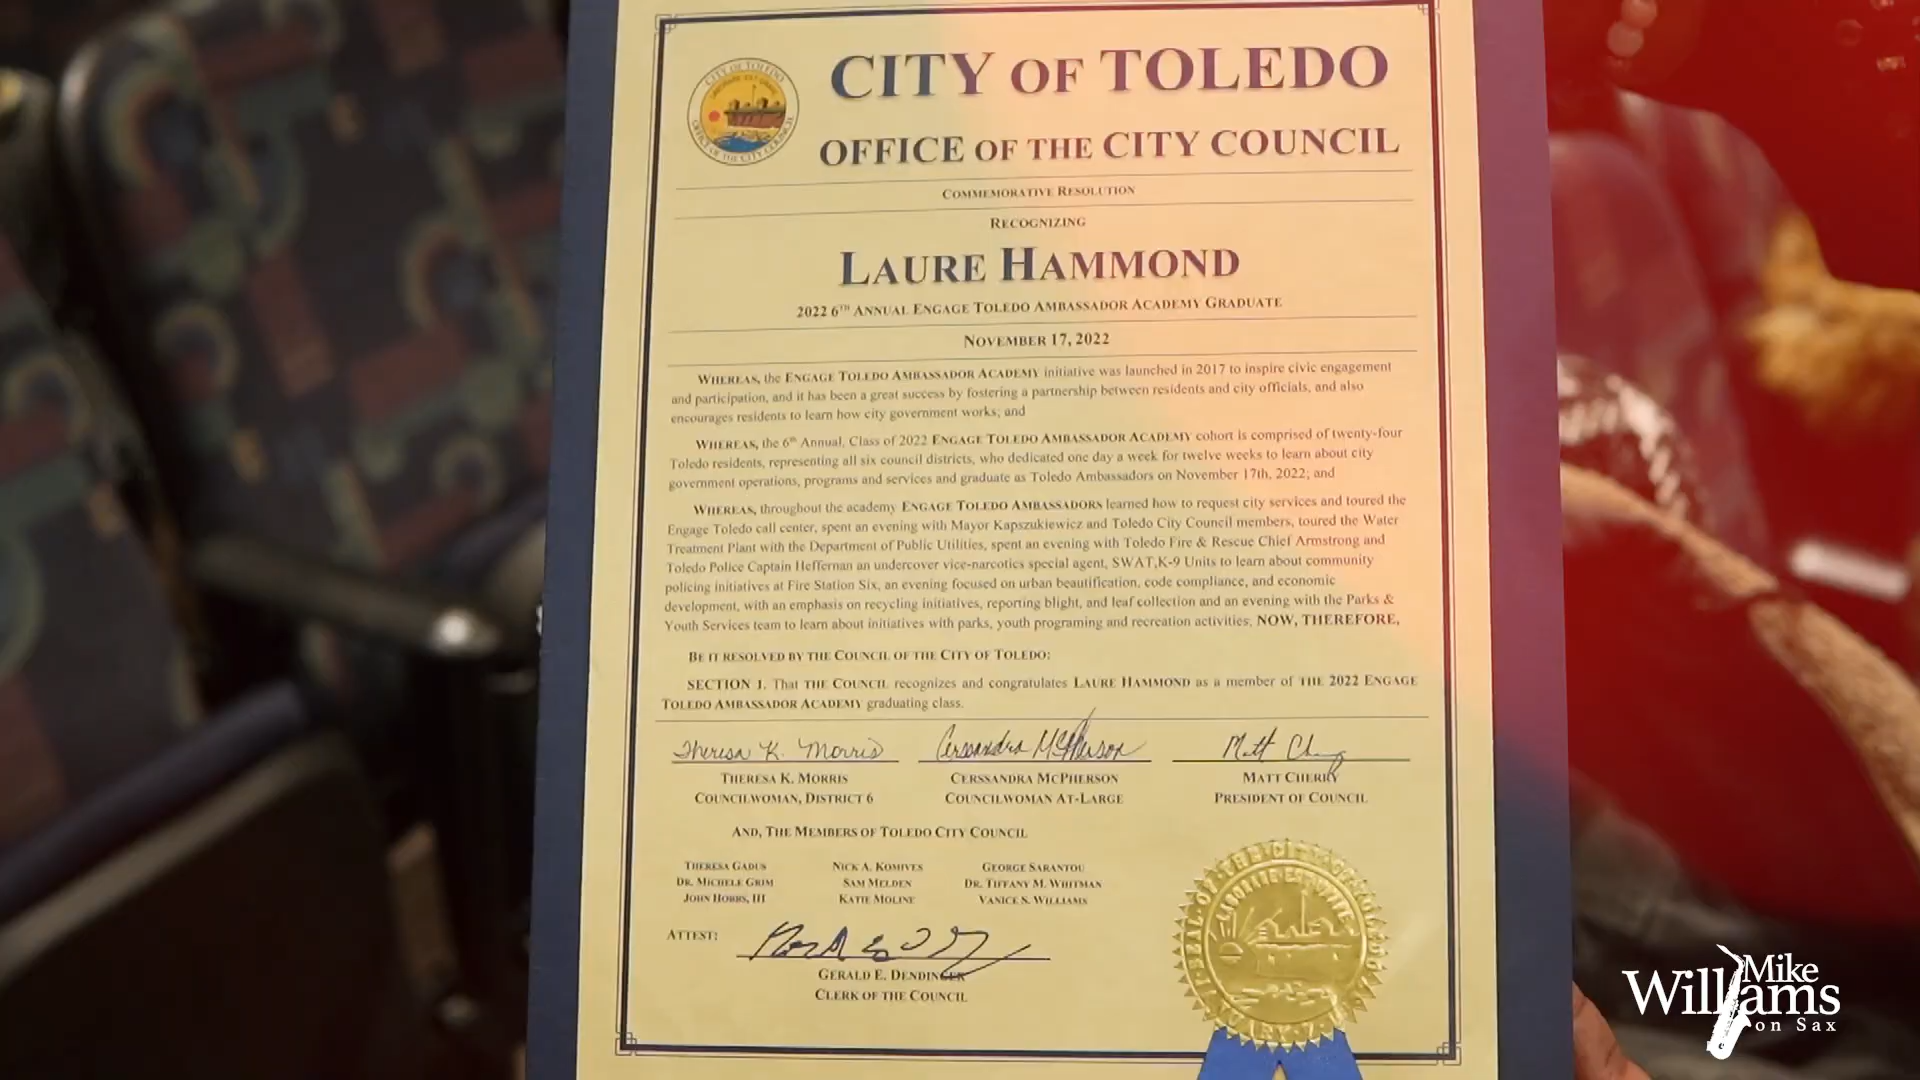 CITY OF TOLEDO
OFFICE OF THE CITY COUNCIL
COMMEMORATIVE RESOLUTION
RECOGNIZING
LAURE HAMMOND
2022 6TH ANNUAL ENGAGE TOLEDO AMBASSADOR ACADEMY GRADUATE
NOVEMBER 17, 2022
WHEREAS, the ENGAGE TOLEDO AMBASSADOR ACADEMY initiative was launched in 2017 to inspire civic engagement
and participation, and it has been a great success by fostering a partnership between residents and city officials, and also
encourages residents to learn how city government works; and
WHEREAS, the 6th Annual, Class of 2022 ENGAGE TOLEDO AMBASSADOR ACADEMY cohort is comprised of twenty-four
Toledo residents, representing all six council districts, who dedicated one day a week for twelve weeks to learn about city
government operations, programs and services and graduate as Toledo Ambassadors on November 17th, 2022; and
WHEREAS, throughout the academy ENGAGE TOLEDO AMBASSADORS learned how to request city services and toured the
Engage Toledo call center, spent an evening with Mayor Kapszukiewicz and Toledo City Council members, toured the Water
Treatment Plant with the Department of Public Utilities, spent an evening with Toledo Fire & Rescue Chief Armstrong and
Toledo Police Captain Heffernan an undercover vice-narcotics special agent, SWAT,K-9 Units to learn about community
policing initiatives at Fire Station Six, an evening focused on urban beautification, code compliance, and economic
development, with an emphasis on recycling initiatives, reporting blight, and leaf collection and an evening with the Parks &
Youth Services team to learn about initiatives with parks, youth programing and recreation activities; NOW, THEREFORE,
BE IT RESOLVED BY THE COUNCIL OF THE CITY OF TOLEDO:
SECTION 1. That THE COUNCIL recognizes and congratulates LAURE HAMMOND as a member of THE 2022 ENGAGE
TOLEDO AMBASSADOR ACADEMY graduating class.
Theresa K. Morris Cerssandra McPherson Matt Cherry
THERESA K. MORRIS CERSSANDRA MCPHERSON MATT CHERRY
COUNCILWOMAN, DISTRICT 6 COUNCILWOMAN AT-LARGE PRESIDENT OF COUNCIL
AND, THE MEMBERS OF TOLEDO CITY COUNCIL
THERESA GADUS NICK A. KOMIVES GEORGE SARANTOU
DR. MICHELE GRIM SAM MELDEN DR. TIFFANY M. WHITMAN
JOHN HOBBS, III KATIE MOLINE VANICE S. WILLIAMS
ATTEST:
GERALD E. DENDINGER
CLERK OF THE COUNCIL
CITY OF TOLEDO
OFFICE OF THE CITY COUNCIL
Mike
Williams
on Sax